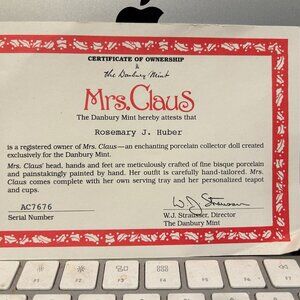 CERTIFICATE OF OWNERSHIP
The Danbury Mint
Mrs. Claus
The Danbury Mint hereby attests that
Rosemary J. Huber
is a registered owner of Mrs. Claus—an enchanting porcelain collector doll created
exclusively for the Danbury Mint.
Mrs. Claus' head, hands and feet are meticulously crafted of fine bisque porcelain
and painstakingly painted by hand. Her outfit is carefully hand-tailored. Mrs.
Claus comes complete with her own serving tray and her personalized teapot
and cups.
AC7676
Serial Number
W.J. Strausser
W.J. Strausser, Director
The Danbury Mint